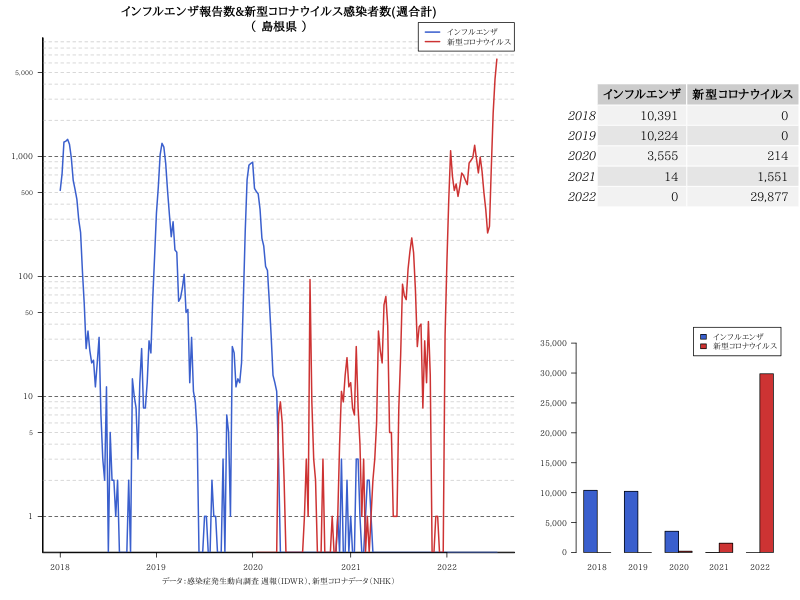 インフルエンザ報告数&新型コロナウイルス感染者数(週合計)
( 島根県 )
インフルエンザ
新型コロナウイルス
5,000
1,000
500
100
50
10
5
1
2018 2019 2020 2021 2022
データ:感染症発生動向調査 週報(IDWR)、新型コロナデータ(NHK)
インフルエンザ 新型コロナウイルス
2018 10,391 0
2019 10,224 0
2020 3,555 214
2021 14 1,551
2022 0 29,877
インフルエンザ
新型コロナウイルス
35,000
30,000
25,000
20,000
15,000
10,000
5,000
0
2018 2019 2020 2021 2022